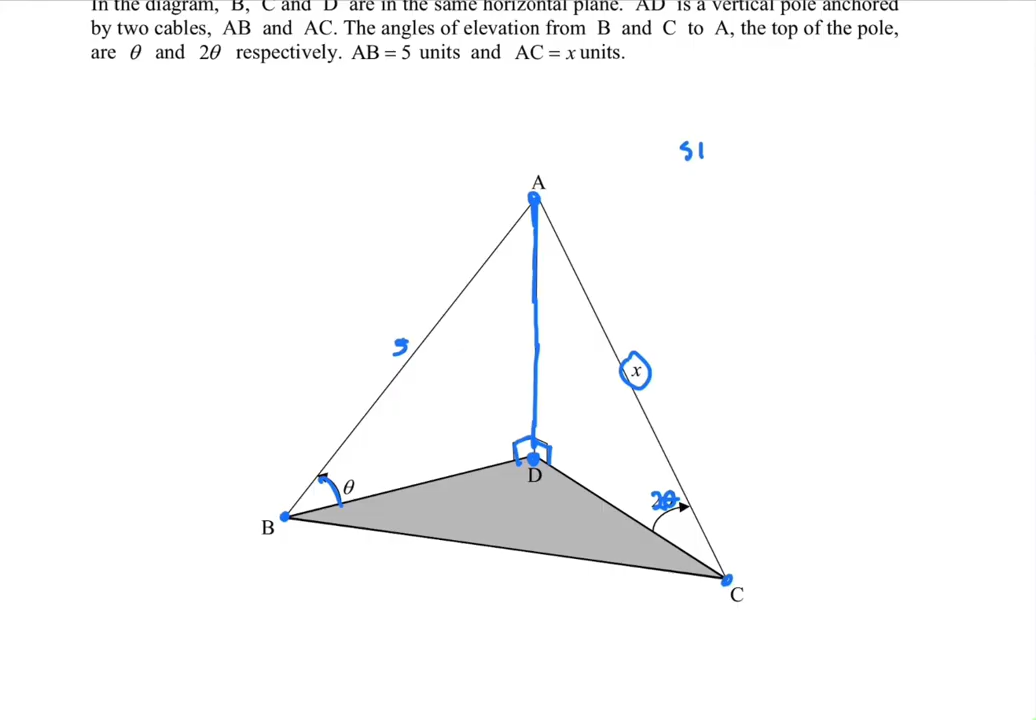 In the diagram, B, C and D are in the same horizontal plane. AD is a vertical pole anchored
by two cables, AB and AC. The angles of elevation from B and C to A, the top of the pole,
are θ and 2θ respectively. AB = 5 units and AC = x units.
SI
A
5
x
D
θ
2θ
B
C